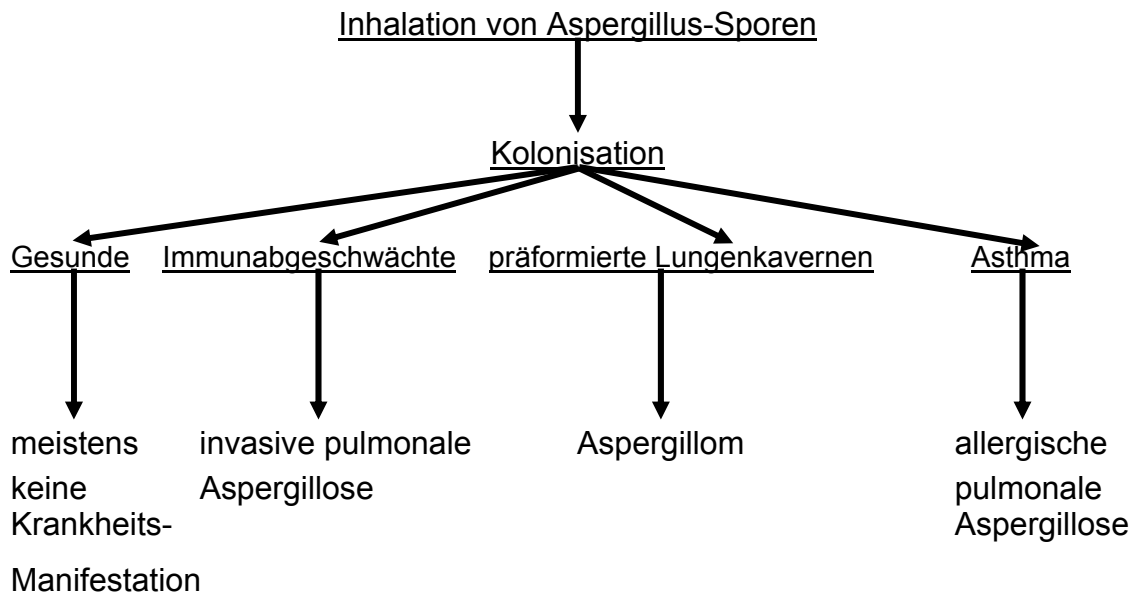 Inhalation von Aspergillus-Sporen
Kolonisation
Gesunde
Immunabgeschwächte
präformierte Lungenkavernen
Asthma
meistens
keine
Krankheits-
Manifestation
invasive pulmonale
Aspergillose
Aspergillom
allergische
pulmonale
Aspergillose